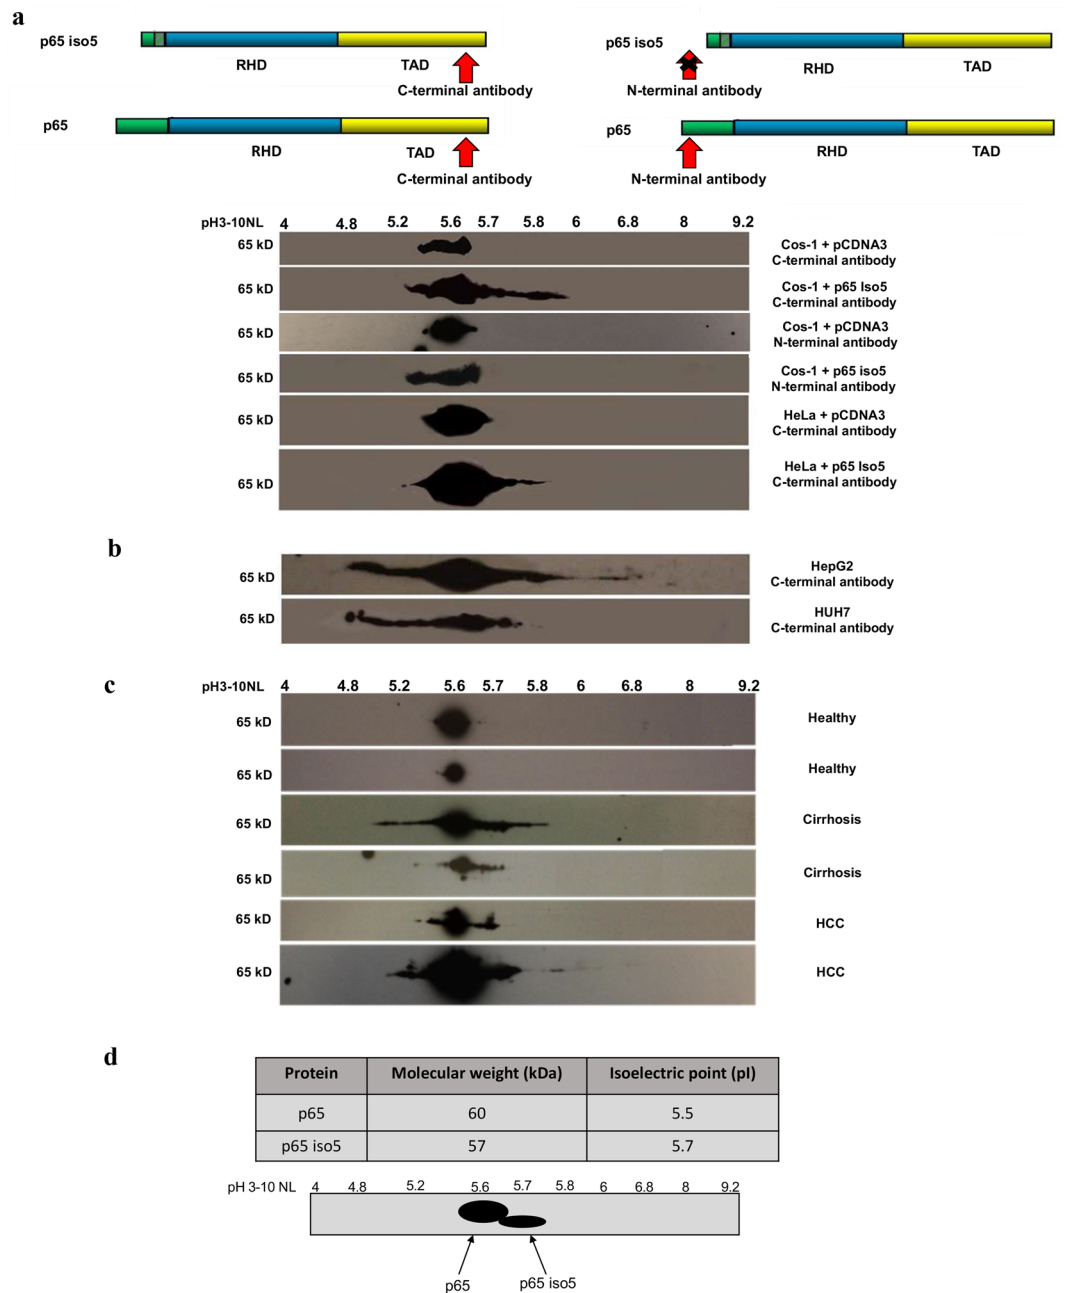 a
p65 iso5
RHD
TAD
C-terminal antibody
p65
RHD
TAD
C-terminal antibody
p65 iso5
RHD
TAD
N-terminal antibody
p65
RHD
TAD
N-terminal antibody
pH3-10NL 4 4.8 5.2 5.6 5.7 5.8 6 6.8 8 9.2
65 kD
Cos-1 + pCDNA3
C-terminal antibody
65 kD
Cos-1 + p65 Iso5
C-terminal antibody
65 kD
Cos-1 + pCDNA3
N-terminal antibody
65 kD
Cos-1 + p65 iso5
N-terminal antibody
65 kD
HeLa + pCDNA3
C-terminal antibody
65 kD
HeLa + p65 Iso5
C-terminal antibody
b
65 kD
HepG2
C-terminal antibody
65 kD
HUH7
C-terminal antibody
c
pH3-10NL 4 4.8 5.2 5.6 5.7 5.8 6 6.8 8 9.2
65 kD Healthy
65 kD Healthy
65 kD Cirrhosis
65 kD Cirrhosis
65 kD HCC
65 kD HCC
d
Protein Molecular weight (kDa) Isoelectric point (pI)
p65 60 5.5
p65 iso5 57 5.7
pH 3-10 NL 4 4.8 5.2 5.6 5.7 5.8 6 6.8 8 9.2
p65 p65 iso5